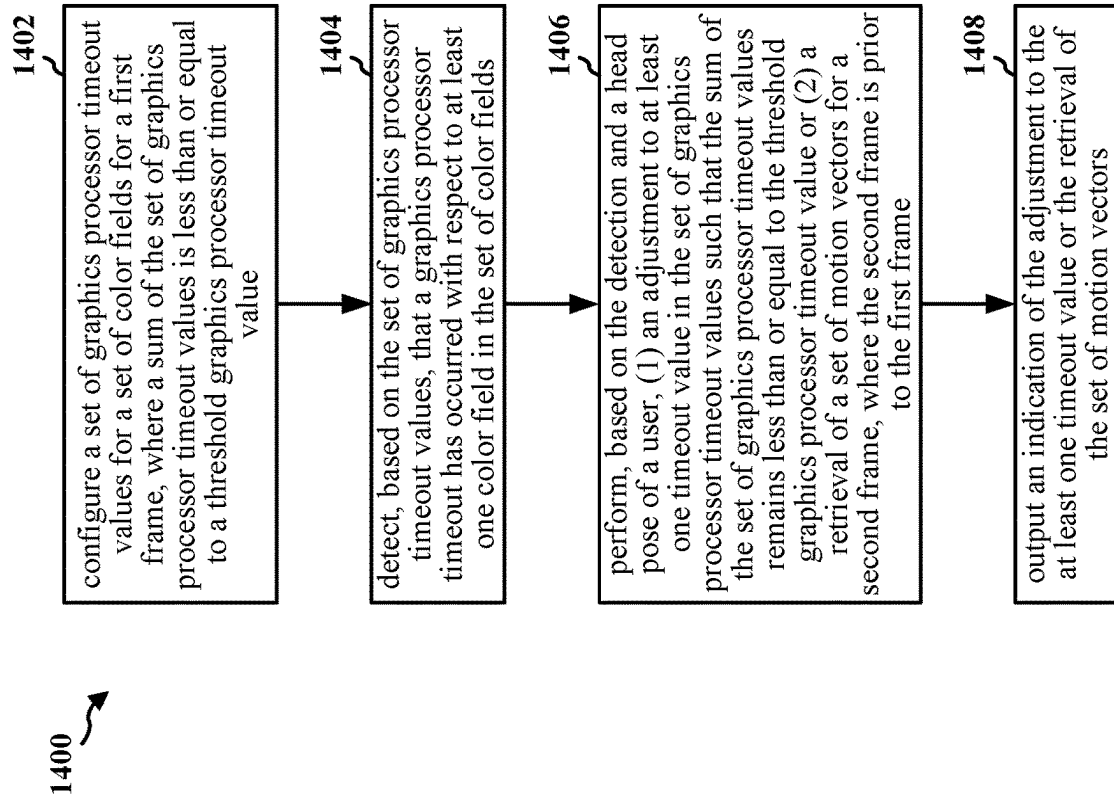 1400
1402
configure a set of graphics processor timeout
values for a set of color fields for a first
frame, where a sum of the set of graphics
processor timeout values is less than or equal
to a threshold graphics processor timeout
value
1404
detect, based on the set of graphics processor
timeout values, that a graphics processor
timeout has occurred with respect to at least
one color field in the set of color fields
1406
perform, based on the detection and a head
pose of a user, (1) an adjustment to at least
one timeout value in the set of graphics
processor timeout values such that the sum of
the set of graphics processor timeout values
remains less than or equal to the threshold
graphics processor timeout value or (2) a
retrieval of a set of motion vectors for a
second frame, where the second frame is prior
to the first frame
1408
output an indication of the adjustment to the
at least one timeout value or the retrieval of
the set of motion vectors